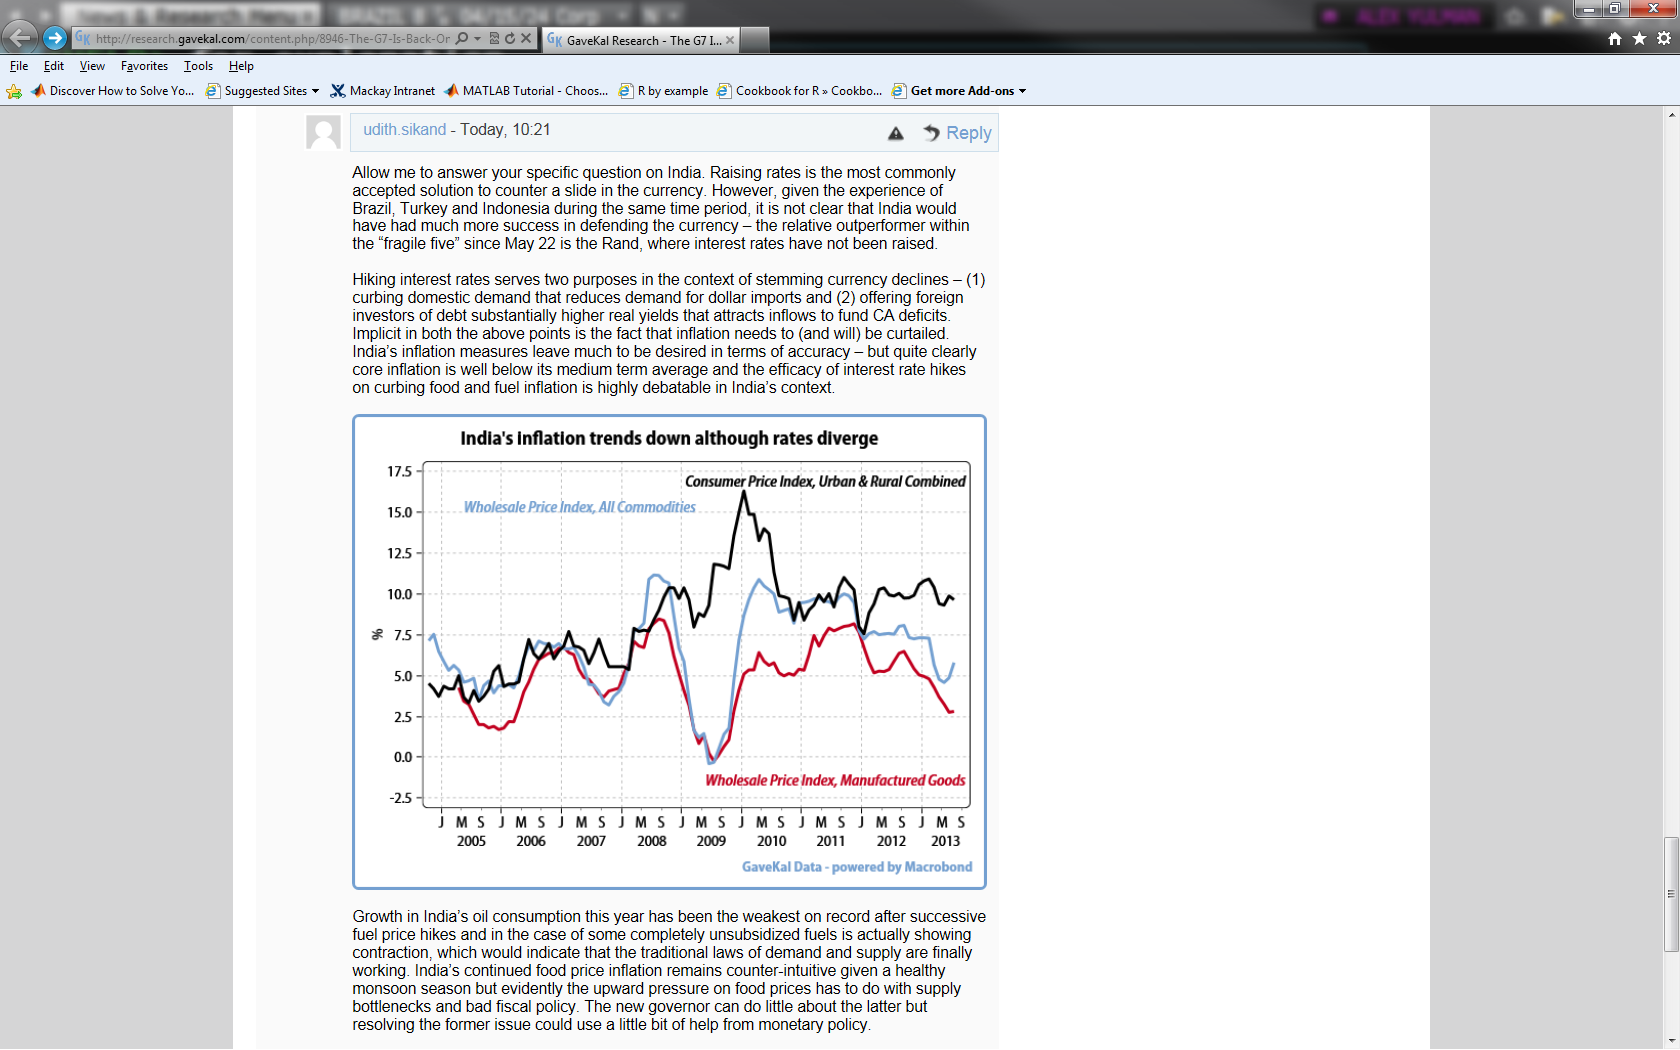 News & Research Menu
BRAZIL 8 04/15/24 Corp
N
ALEX YULMAN
http://research.gavekal.com/content.php/8946-The-G7-Is-Back-Or
GK GaveKal Research - The G7 I...
File Edit View Favorites Tools Help
Discover How to Solve Yo... Suggested Sites Mackay Intranet MATLAB Tutorial - Choos... R by example Cookbook for R » Cookbo... Get more Add-ons
udith.sikand - Today, 10:21 Reply
Allow me to answer your specific question on India. Raising rates is the most commonly
accepted solution to counter a slide in the currency. However, given the experience of
Brazil, Turkey and Indonesia during the same time period, it is not clear that India would
have had much more success in defending the currency – the relative outperformer within
the “fragile five” since May 22 is the Rand, where interest rates have not been raised.
Hiking interest rates serves two purposes in the context of stemming currency declines – (1)
curbing domestic demand that reduces demand for dollar imports and (2) offering foreign
investors of debt substantially higher real yields that attracts inflows to fund CA deficits.
Implicit in both the above points is the fact that inflation needs to (and will) be curtailed.
India’s inflation measures leave much to be desired in terms of accuracy – but quite clearly
core inflation is well below its medium term average and the efficacy of interest rate hikes
on curbing food and fuel inflation is highly debatable in India’s context.
India's inflation trends down although rates diverge
17.5
Consumer Price Index, Urban & Rural Combined
Wholesale Price Index, All Commodities
15.0
12.5
10.0
%
7.5
5.0
2.5
0.0
Wholesale Price Index, Manufactured Goods
-2.5
J M S J M S J M S J M S J M S J M S J M S J M S J M S
2005 2006 2007 2008 2009 2010 2011 2012 2013
GaveKal Data - powered by Macrobond
Growth in India’s oil consumption this year has been the weakest on record after successive
fuel price hikes and in the case of some completely unsubsidized fuels is actually showing
contraction, which would indicate that the traditional laws of demand and supply are finally
working. India’s continued food price inflation remains counter-intuitive given a healthy
monsoon season but evidently the upward pressure on food prices has to do with supply
bottlenecks and bad fiscal policy. The new governor can do little about the latter but
resolving the former issue could use a little bit of help from monetary policy.